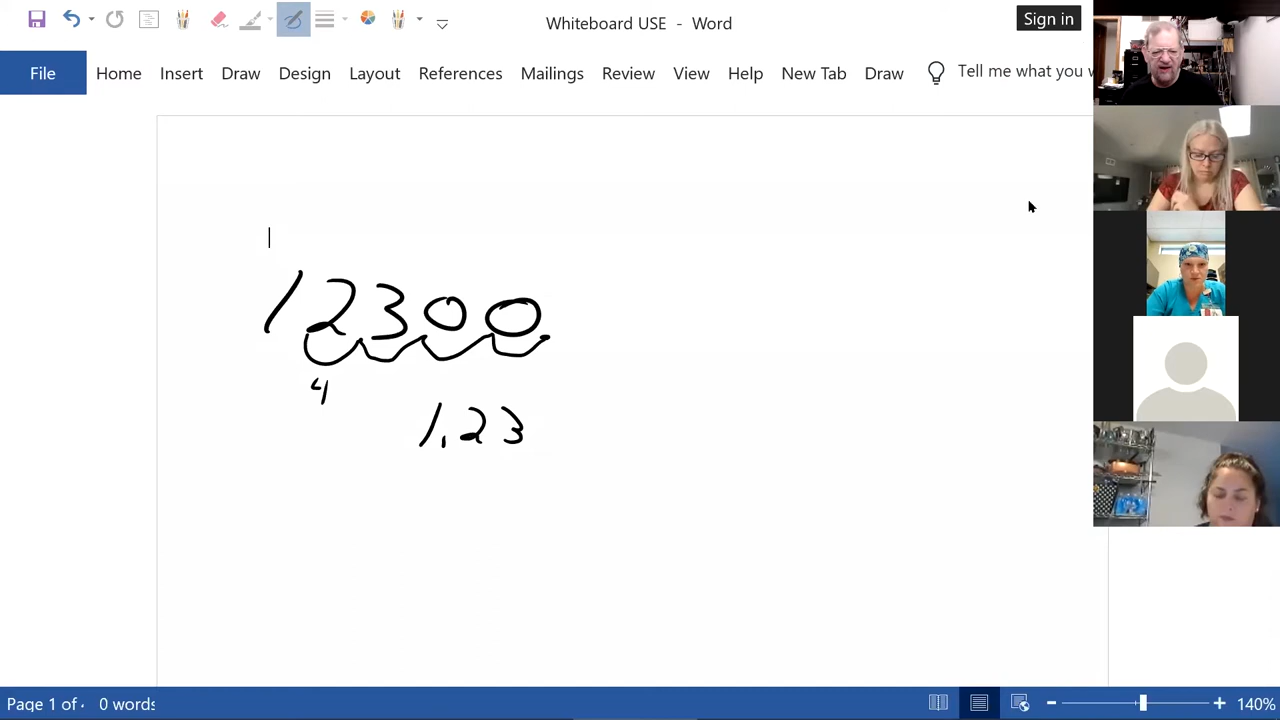 Whiteboard USE - Word
Sign in
File Home Insert Draw Design Layout References Mailings Review View Help New Tab Draw Tell me what you w
12300
4
1.23
Page 1 of 0 words
140%